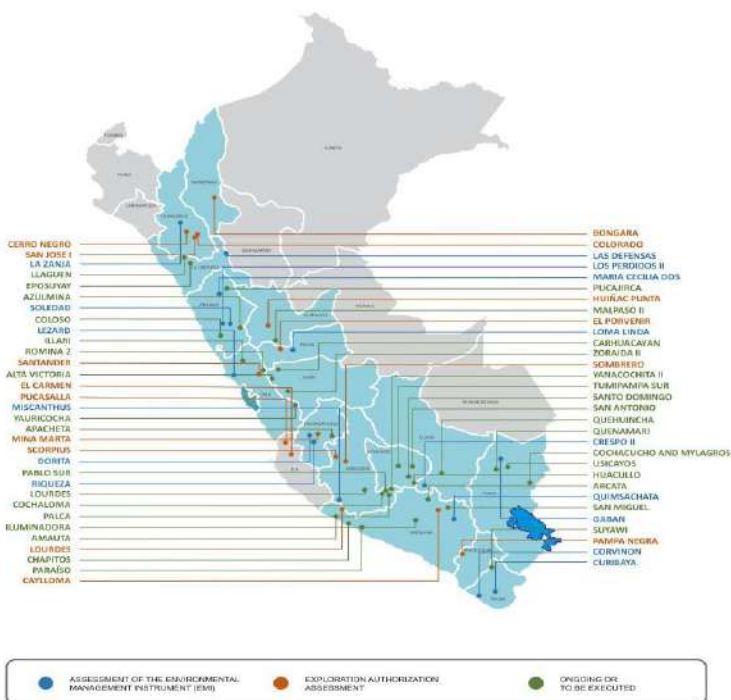 CERRO NEGRO
SAN JOSE I
LA ZANJA
LLAGUEN
EPOSUYAY
AZULMINA
SOLEDAD
COLOSO
LEZARD
ILLARI
ROMINA 2
SANTANDER
ALTA VICTORIA
EL CARMEN
PUCASALLA
MISCANTHUS
YAURICOCHA
APACHETA
MINA MARTA
SCORPIUS
DORITA
PABLO SUR
RIQUEZA
LOURDES
COCHALOMA
PALCA
ILUMINADORA
AMAUTA
LOURDES
CHAPITOS
PARAÍSO
CAYLLOMA
BONGARA
COLORADO
LAS DEFENSAS
LOS PERDIDOS II
MARIA CECILIA DOS
PUCAJIRCA
HUIÑAC PUNTA
MALPASO II
EL PORVENIR
LOMA LINDA
CARHUACAYAN
ZORAIDA II
SOMBRERO
YANACOCHITA II
TUMIPAMPA SUR
SANTO DOMINGO
SAN ANTONIO
QUEHUINCHA
QUENAMARI
CRESPO II
COCHACUCHO AND MYLAGROS
USICAYOS
HUACULLO
ARCATA
QUIMSACHATA
SAN MIGUEL
GABAN
SUYAWI
PAMPA NEGRA
CORVINON
CURIBAYA
ASSESSMENT OF THE ENVIRONMENTAL
MANAGEMENT INSTRUMENT (EMI)
EXPLORATION AUTHORIZATION
ASSESSMENT
ONGOING OR
TO BE EXECUTED